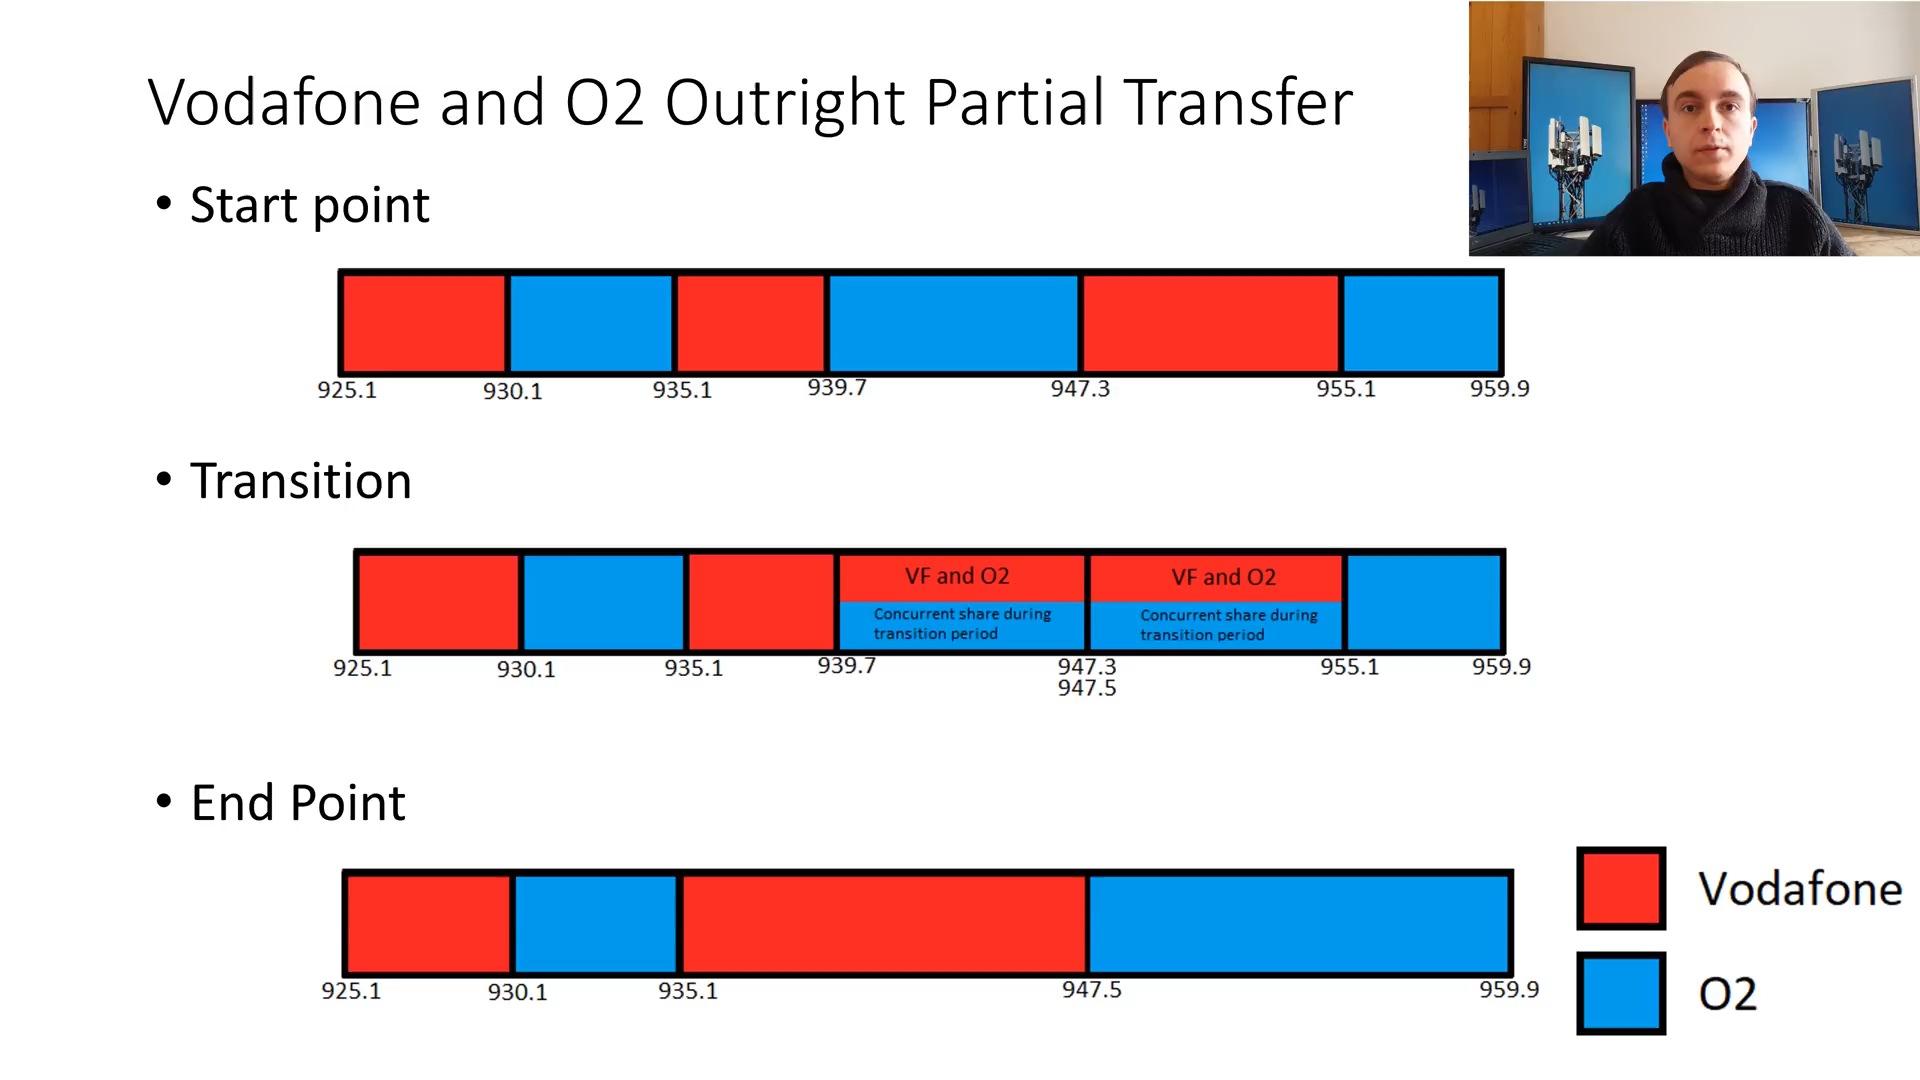 Vodafone and O2 Outright Partial Transfer
• Start point
925.1 930.1 935.1 939.7 947.3 955.1 959.9
• Transition
VF and O2 VF and O2
Concurrent share during Concurrent share during
transition period transition period
925.1 930.1 935.1 939.7 947.3 955.1 959.9
947.5
• End Point
Vodafone
925.1 930.1 935.1 947.5 959.9
O2